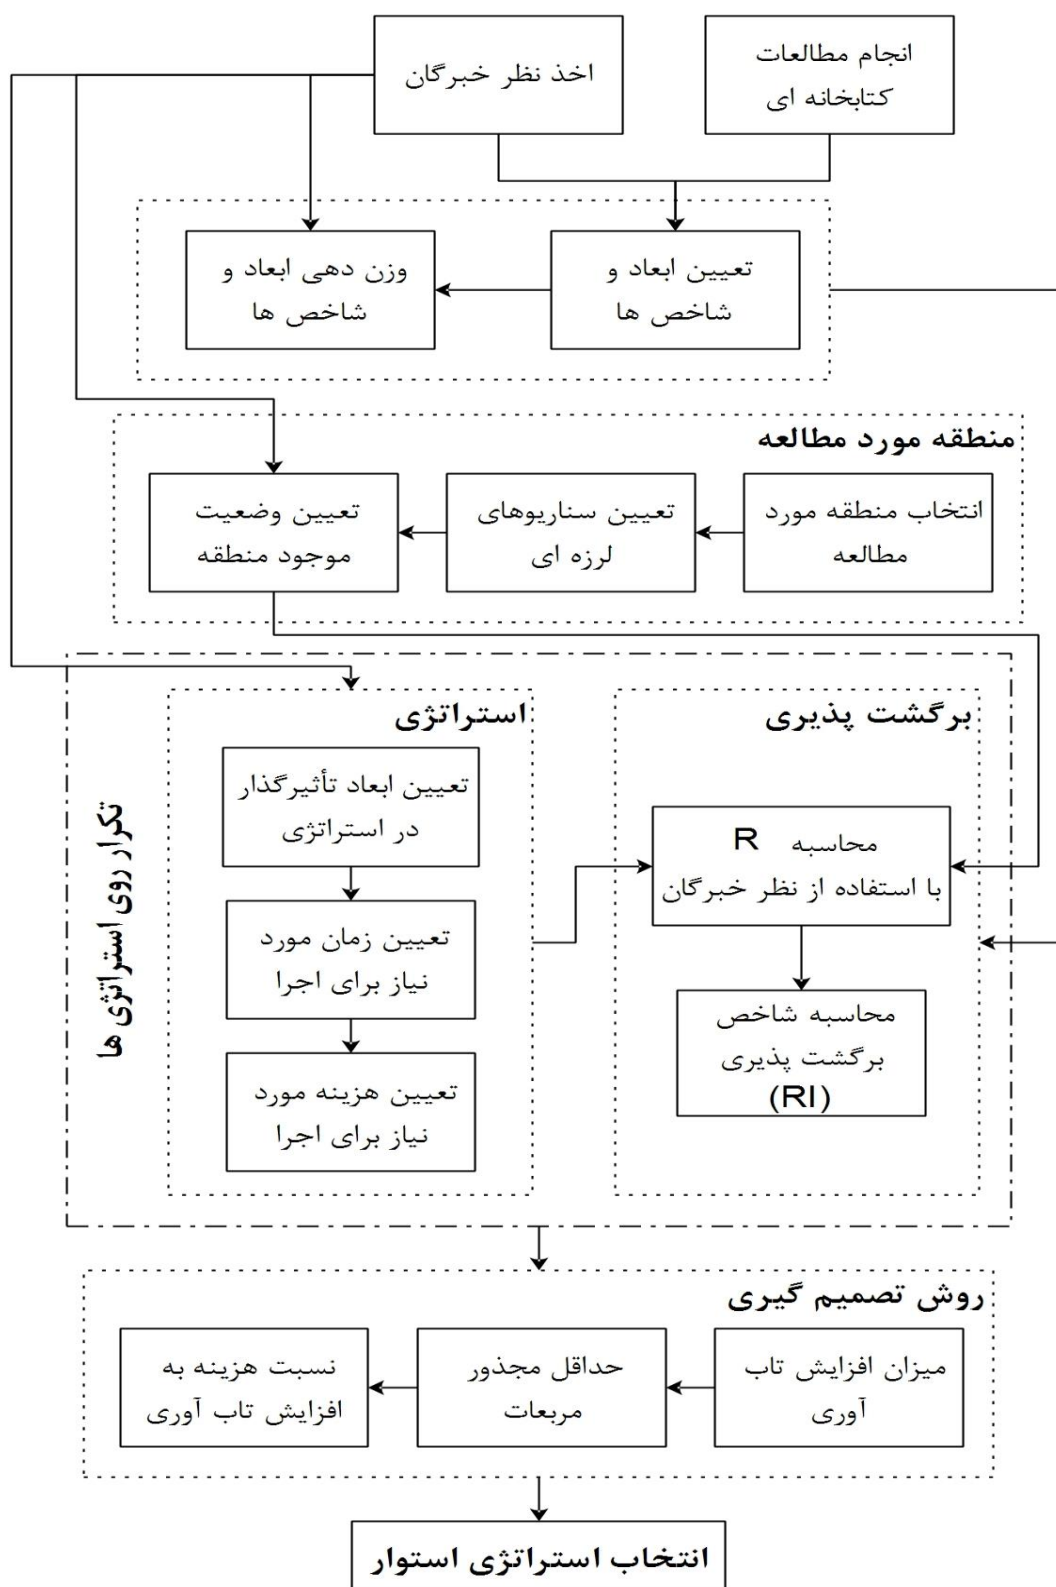 انجام مطالعات
کتابخانه ای
اخذ نظر خبرگان
تعیین ابعاد و
شاخص ها
وزن دهی ابعاد و
شاخص ها
منطقه مورد مطالعه
انتخاب منطقه مورد
مطالعه
تعیین سناریوهای
لرزه ای
تعیین وضعیت
موجود منطقه
تکرار روی استراتژی ها
استراتژی
تعیین ابعاد تأثیرگذار
در استراتژی
تعیین زمان مورد
نیاز برای اجرا
تعیین هزینه مورد
نیاز برای اجرا
برگشت پذیری
محاسبه R
با استفاده از نظر خبرگان
محاسبه شاخص
برگشت پذیری
(RI)
روش تصمیم گیری
میزان افزایش تاب
آوری
حداقل مجذور
مربعات
نسبت هزینه به
افزایش تاب آوری
انتخاب استراتژی استوار